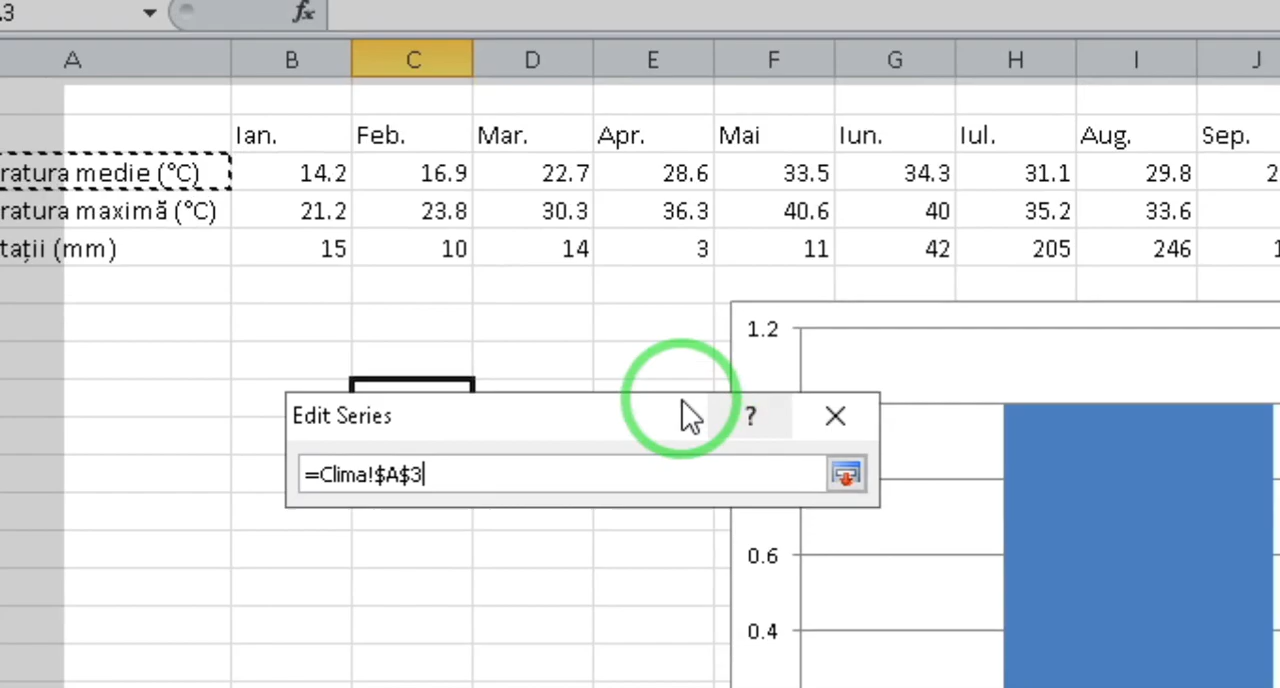 .3 fx
A B C D E F G H I J
Ian. Feb. Mar. Apr. Mai Iun. Iul. Aug. Sep.
ratura medie (°C) 14.2 16.9 22.7 28.6 33.5 34.3 31.1 29.8 2
ratura maximă (°C) 21.2 23.8 30.3 36.3 40.6 40 35.2 33.6
tații (mm) 15 10 14 3 11 42 205 246 1
1.2
Edit Series ?
=Clima!$A$3
0.6
0.4